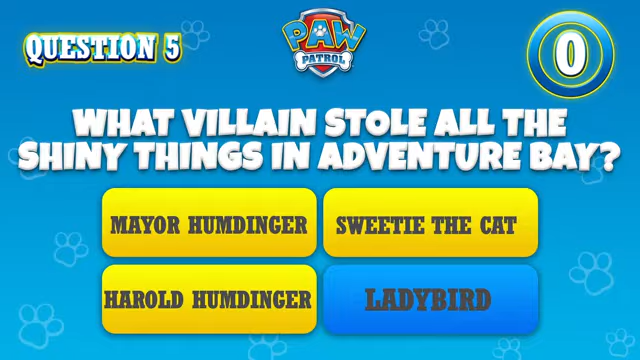 QUESTION 5
PAW
PATROL
0
WHAT VILLAIN STOLE ALL THE
SHINY THINGS IN ADVENTURE BAY?
MAYOR HUMDINGER
SWEETIE THE CAT
HAROLD HUMDINGER
LADYBIRD